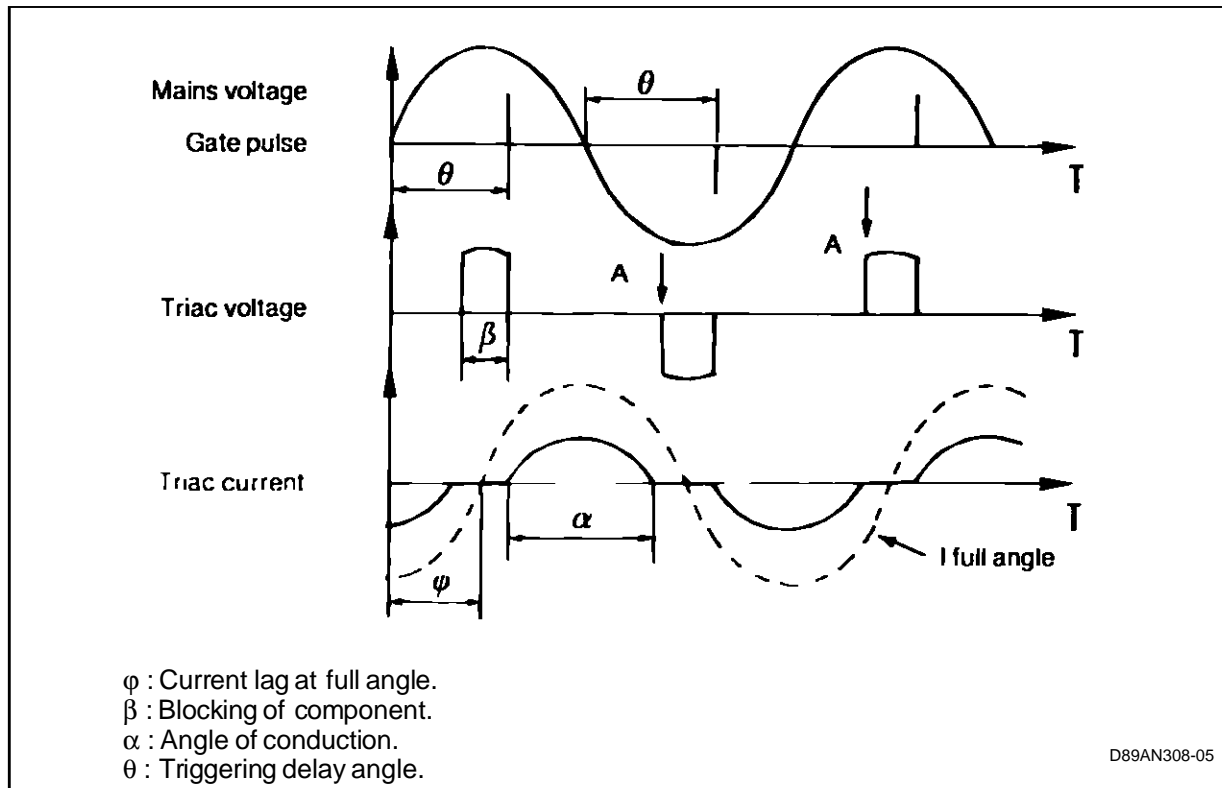 Mains voltage
θ
Gate pulse
T
θ
A
A
Triac voltage
T
β
Triac current
T
α
I full angle
φ
φ : Current lag at full angle.
β : Blocking of component.
α : Angle of conduction.
θ : Triggering delay angle.
D89AN308-05